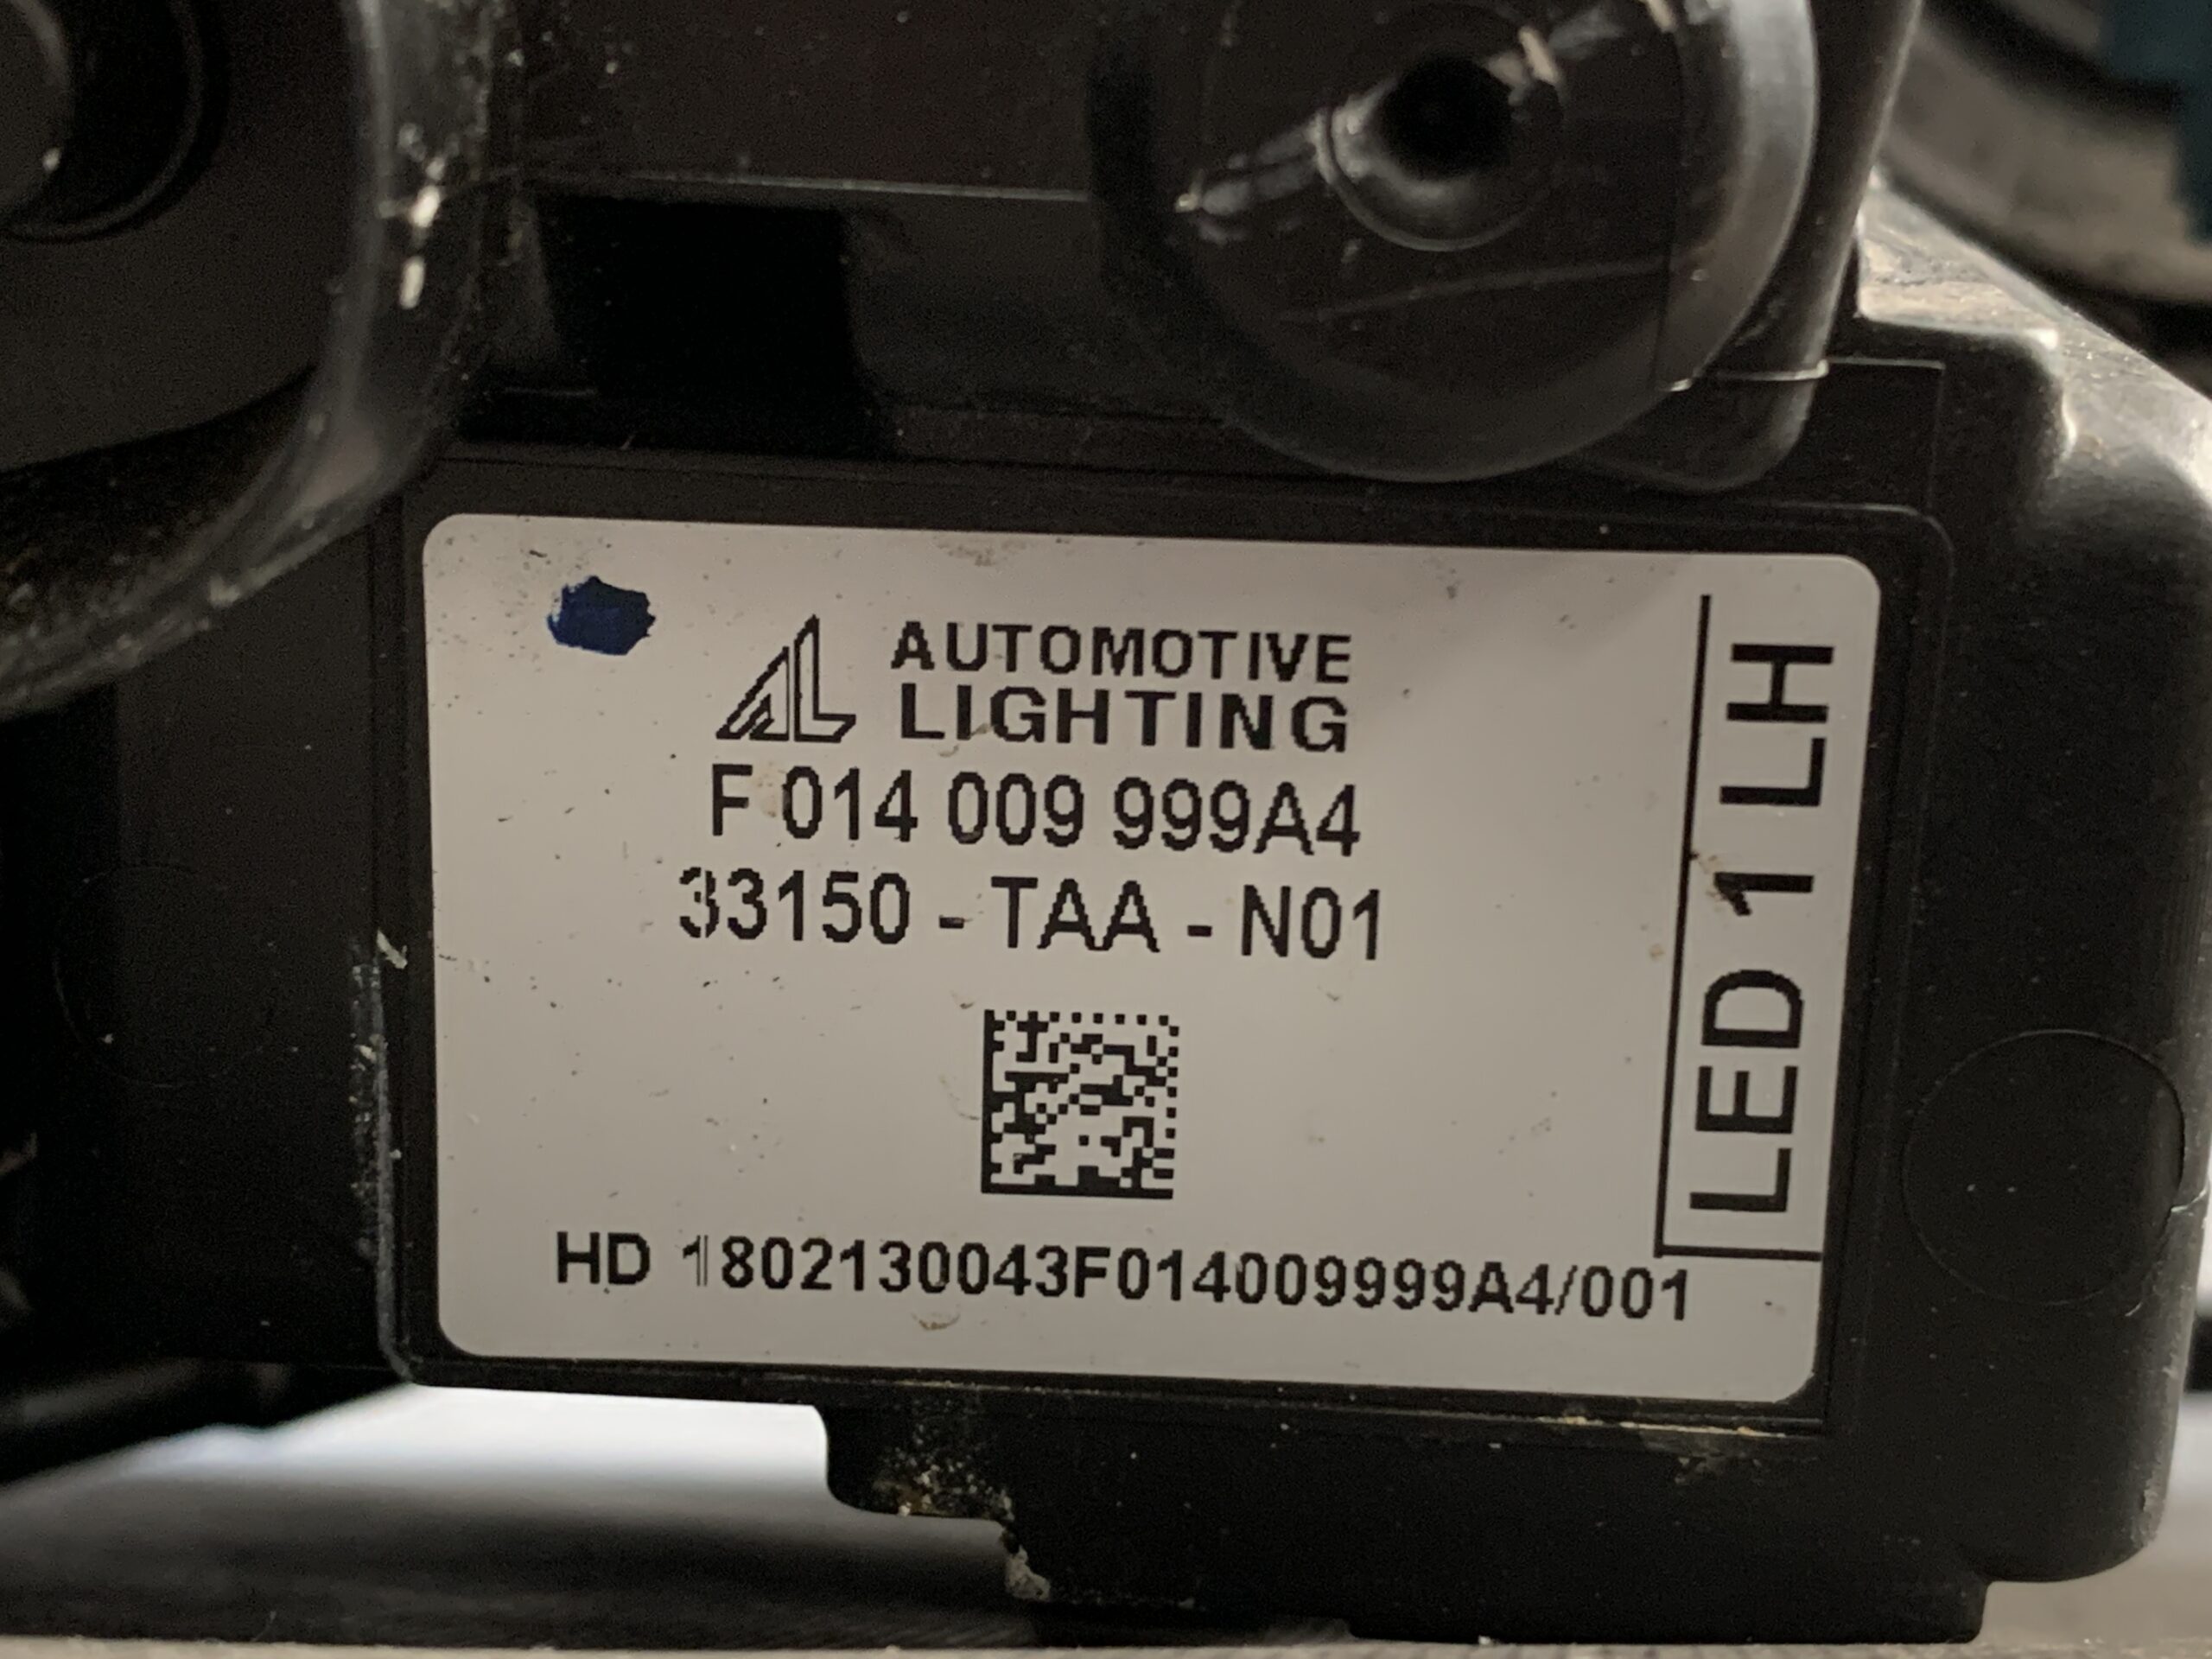 AUTOMOTIVE
LIGHTING
F 014 009 999A4
33150 - TAA - N01
HD 1802130043F014009999A4/001
LED 1 LH